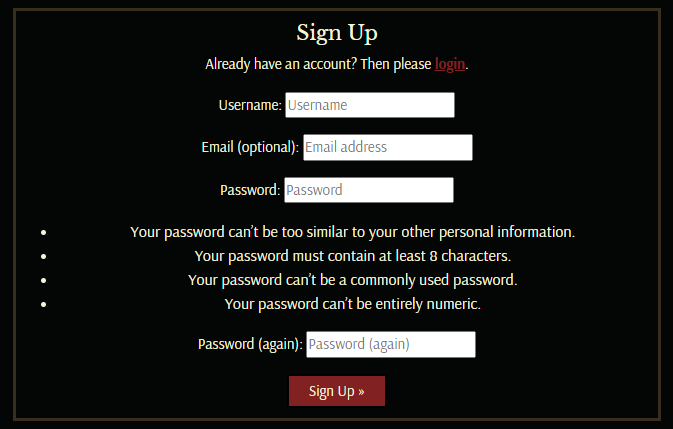 Sign Up
Already have an account? Then please login.
Username: Username
Email (optional): Email address
Password: Password
• Your password can’t be too similar to your other personal information.
• Your password must contain at least 8 characters.
• Your password can’t be a commonly used password.
• Your password can’t be entirely numeric.
Password (again): Password (again)
Sign Up »